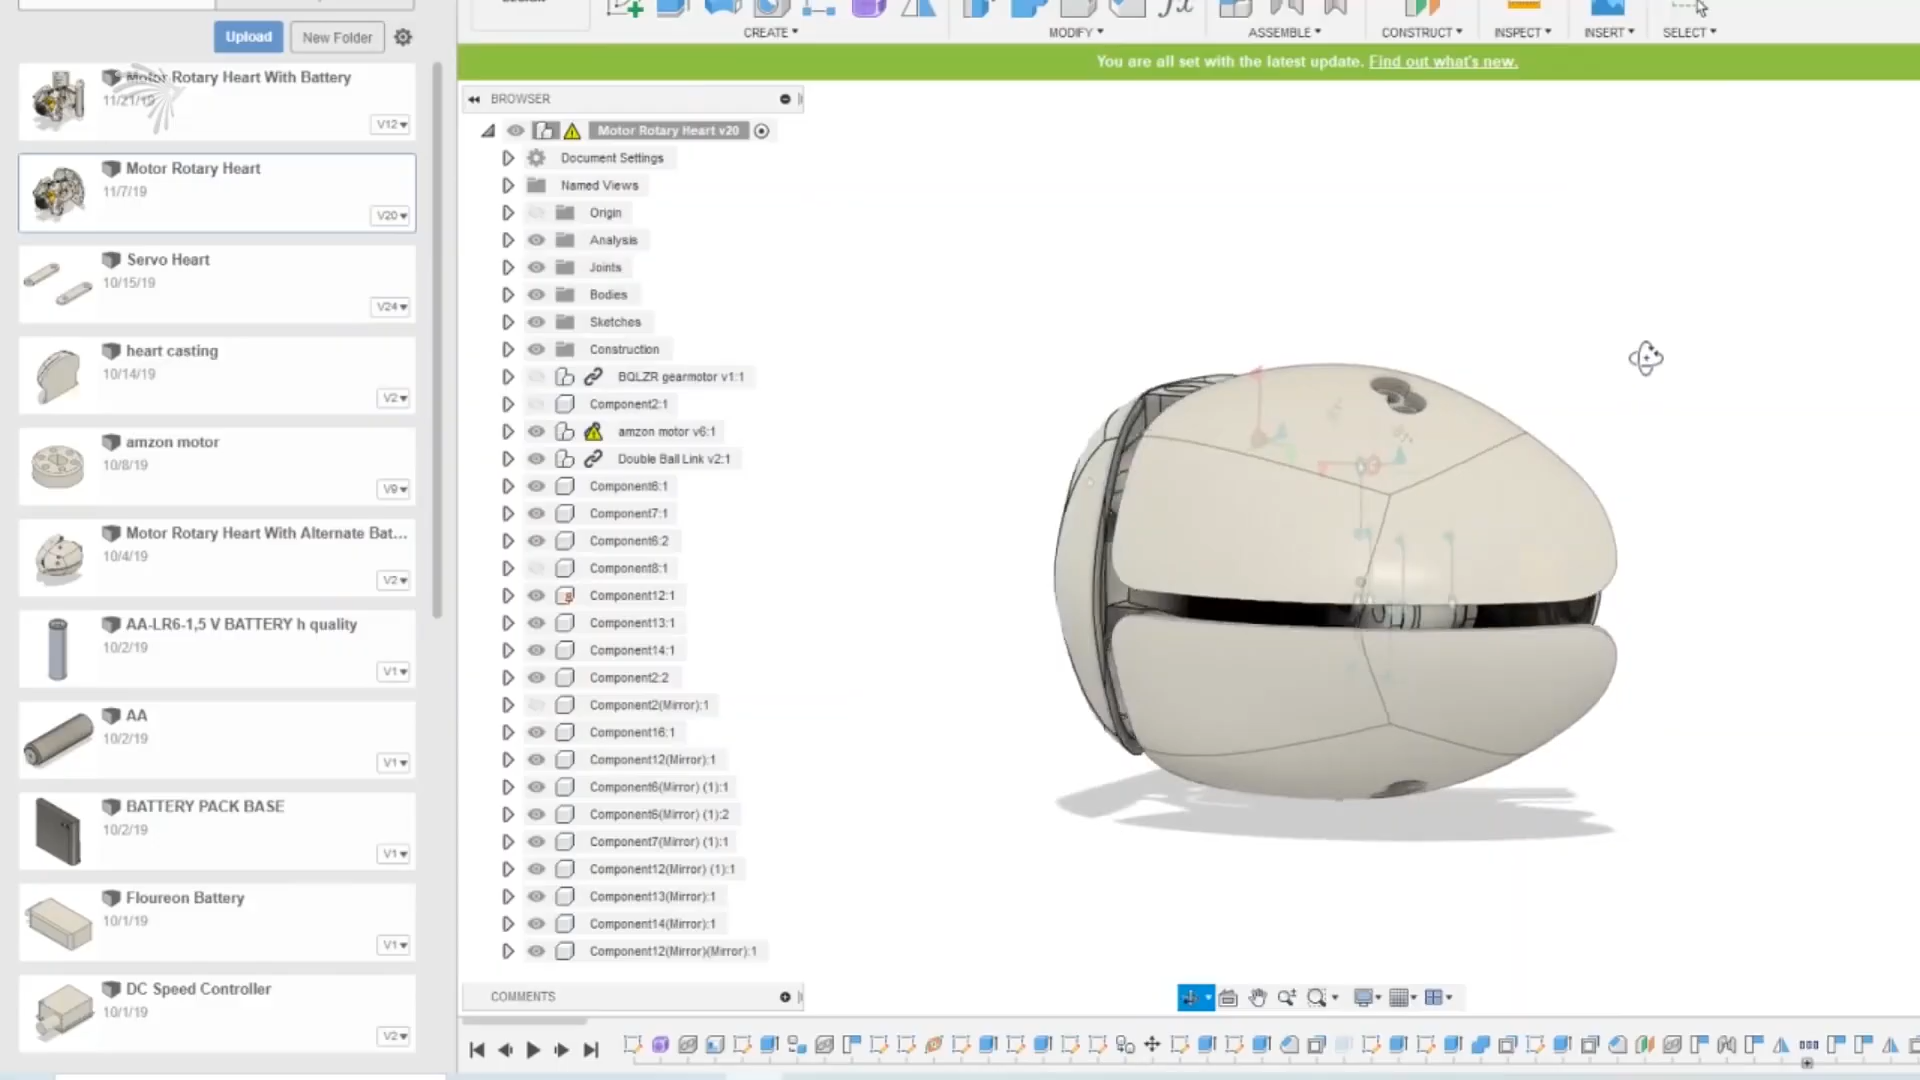 Upload
New Folder
Motor Rotary Heart With Battery
11/21/19
V12
Motor Rotary Heart
11/7/19
V20
Servo Heart
10/15/19
V24
heart casting
10/14/19
V2
amzon motor
10/8/19
V9
Motor Rotary Heart With Alternate Bat...
10/4/19
V2
AA-LR6-1,5 V BATTERY h quality
10/2/19
V1
AA
10/2/19
V1
BATTERY PACK BASE
10/2/19
V1
Floureon Battery
10/1/19
V1
DC Speed Controller
10/1/19
V2
CREATE
MODIFY
ASSEMBLE
CONSTRUCT
INSPECT
INSERT
SELECT
You are all set with the latest update. Find out what's new.
BROWSER
Motor Rotary Heart v20
Document Settings
Named Views
Origin
Analysis
Joints
Bodies
Sketches
Construction
BQLZR gearmotor v1:1
Component2:1
amzon motor v6:1
Double Ball Link v2:1
Component6:1
Component7:1
Component6:2
Component8:1
Component12:1
Component13:1
Component14:1
Component2:2
Component2(Mirror):1
Component16:1
Component12(Mirror):1
Component6(Mirror) (1):1
Component6(Mirror) (1):2
Component7(Mirror) (1):1
Component12(Mirror) (1):1
Component13(Mirror):1
Component14(Mirror):1
Component12(Mirror)(Mirror):1
COMMENTS